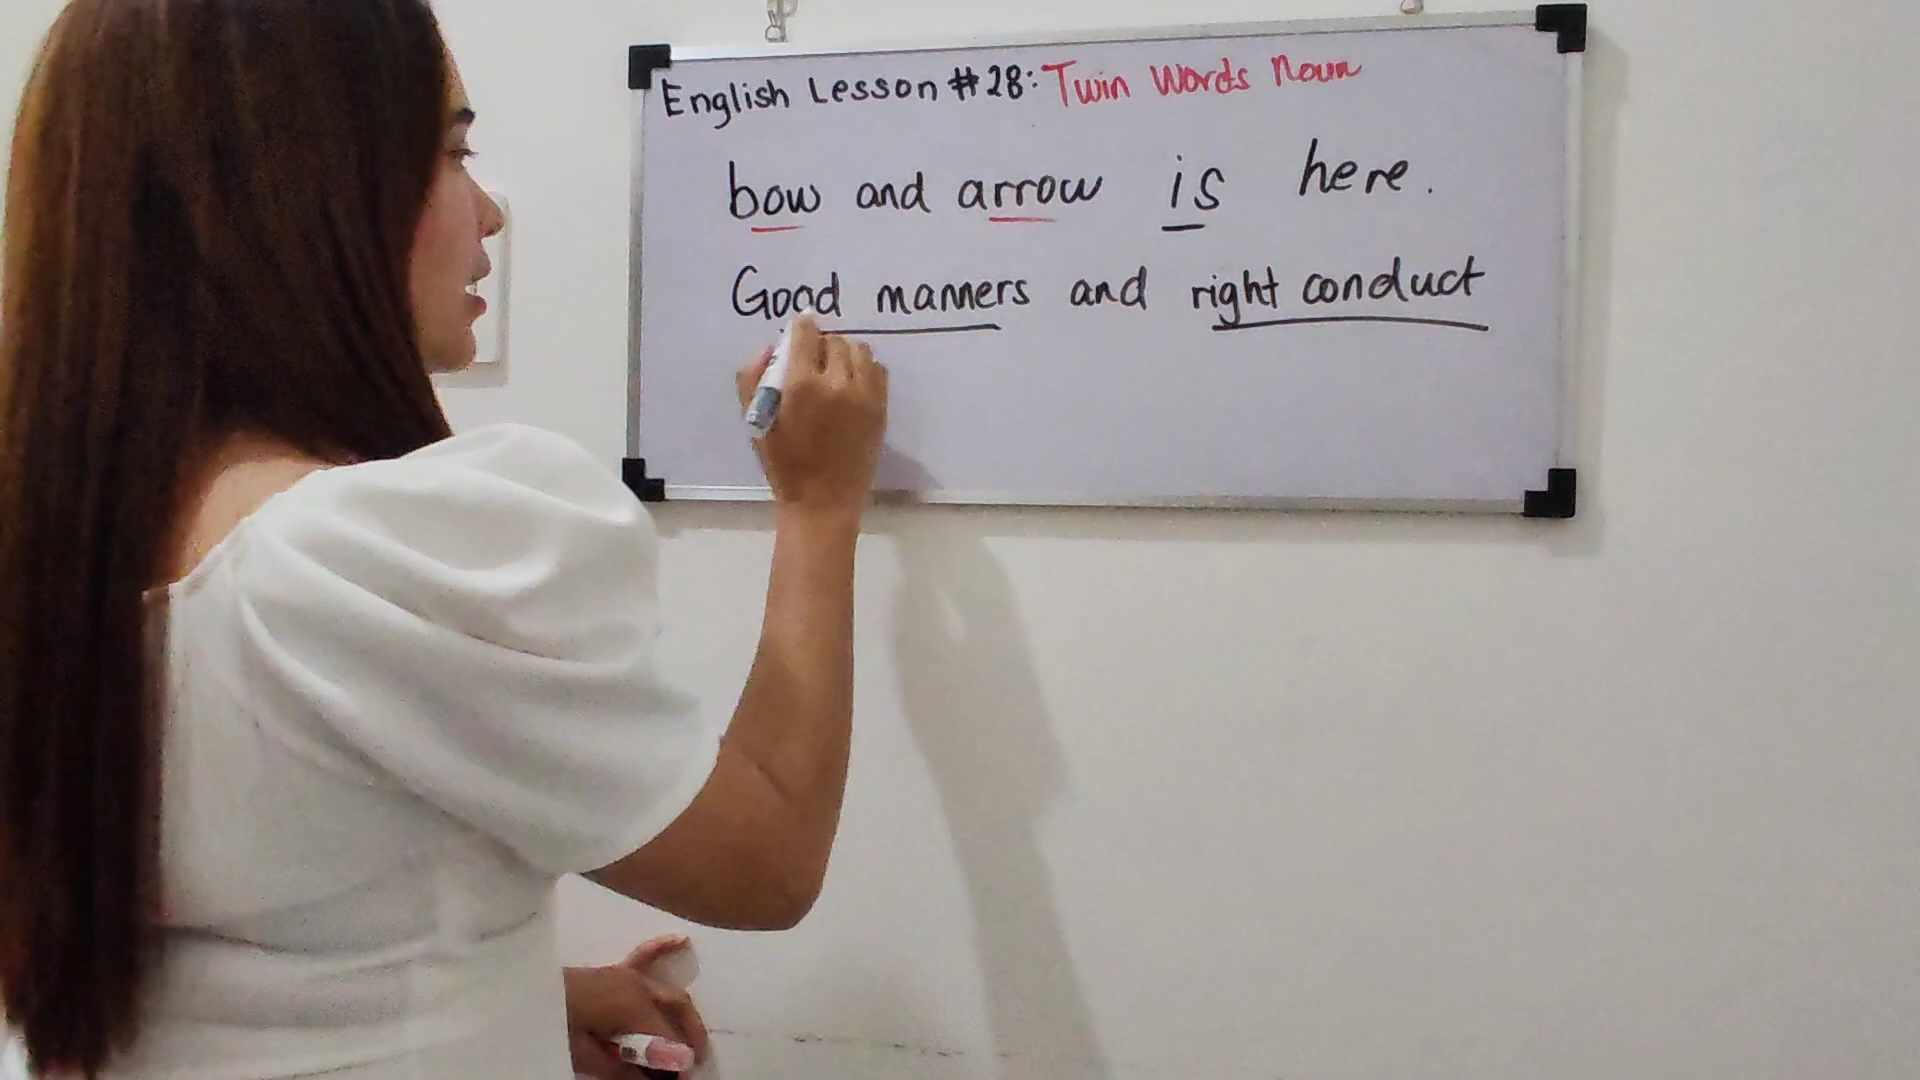 English Lesson #28: Twin Words Noun
bow and arrow is here.
Good manners and right conduct